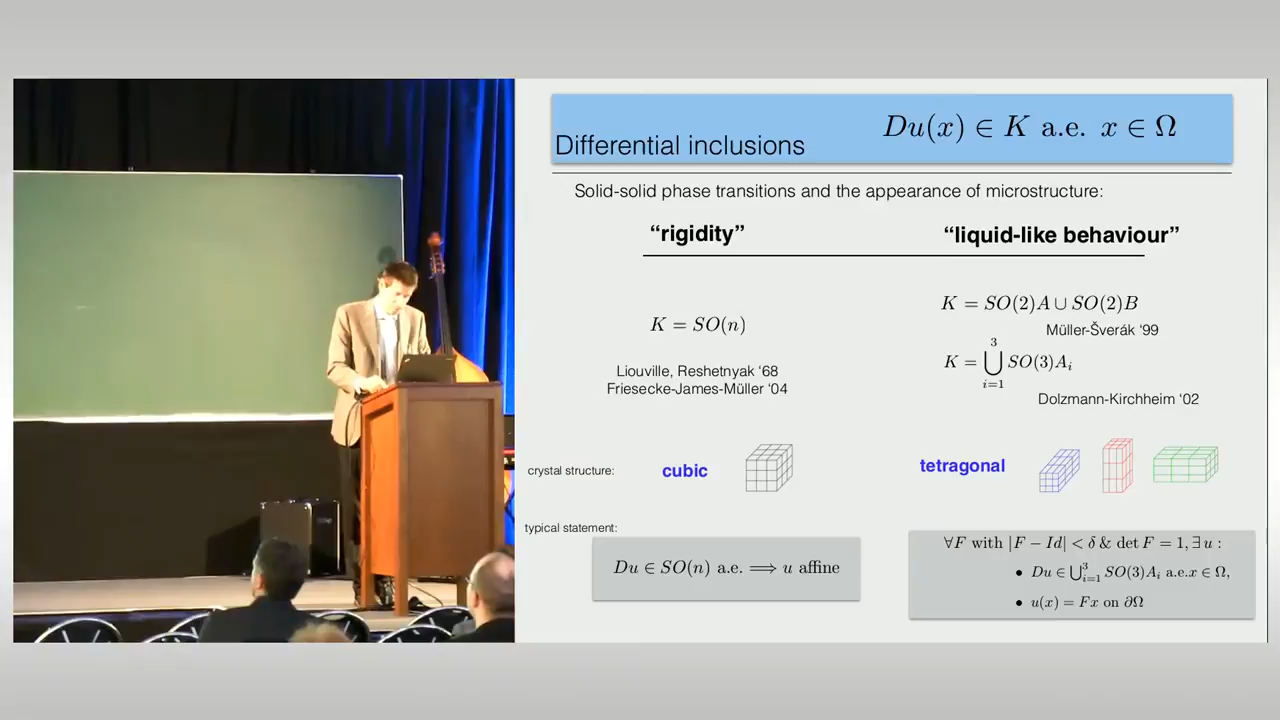 Differential inclusions
Du(x) ∈ K a.e. x ∈ Ω
Solid-solid phase transitions and the appearance of microstructure:
“rigidity”
“liquid-like behaviour”
K = SO(n)
Liouville, Reshetnyak ‘68
Friesecke-James-Müller ‘04
K = SO(2)A ∪ SO(2)B
Müller-Šverák ‘99
K = ⋃_{i=1}^{3} SO(3)A_i
Dolzmann-Kirchheim ‘02
crystal structure:
cubic
tetragonal
typical statement:
Du ∈ SO(n) a.e. ⟹ u affine
∀F with |F − Id| < δ & det F = 1, ∃ u :
• Du ∈ ⋃_{i=1}^{3} SO(3)A_i a.e.x ∈ Ω,
• u(x) = Fx on ∂Ω